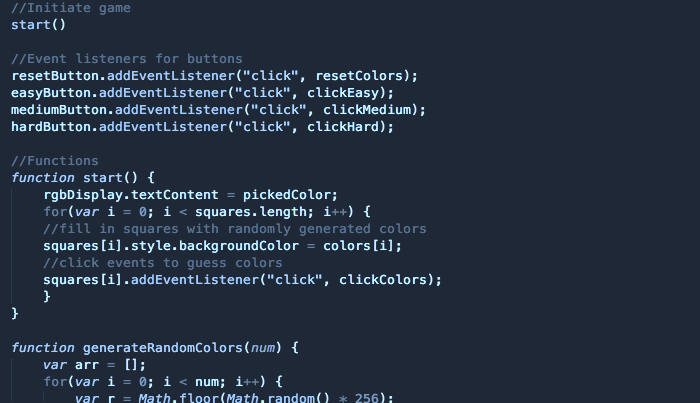 //Initiate game
start()
//Event listeners for buttons
resetButton.addEventListener("click", resetColors);
easyButton.addEventListener("click", clickEasy);
mediumButton.addEventListener("click", clickMedium);
hardButton.addEventListener("click", clickHard);
//Functions
function start() {
rgbDisplay.textContent = pickedColor;
for(var i = 0; i < squares.length; i++) {
//fill in squares with randomly generated colors
squares[i].style.backgroundColor = colors[i];
//click events to guess colors
squares[i].addEventListener("click", clickColors);
}
}
function generateRandomColors(num) {
var arr = [];
for(var i = 0; i < num; i++) {
var r = Math.floor(Math.random() * 256);